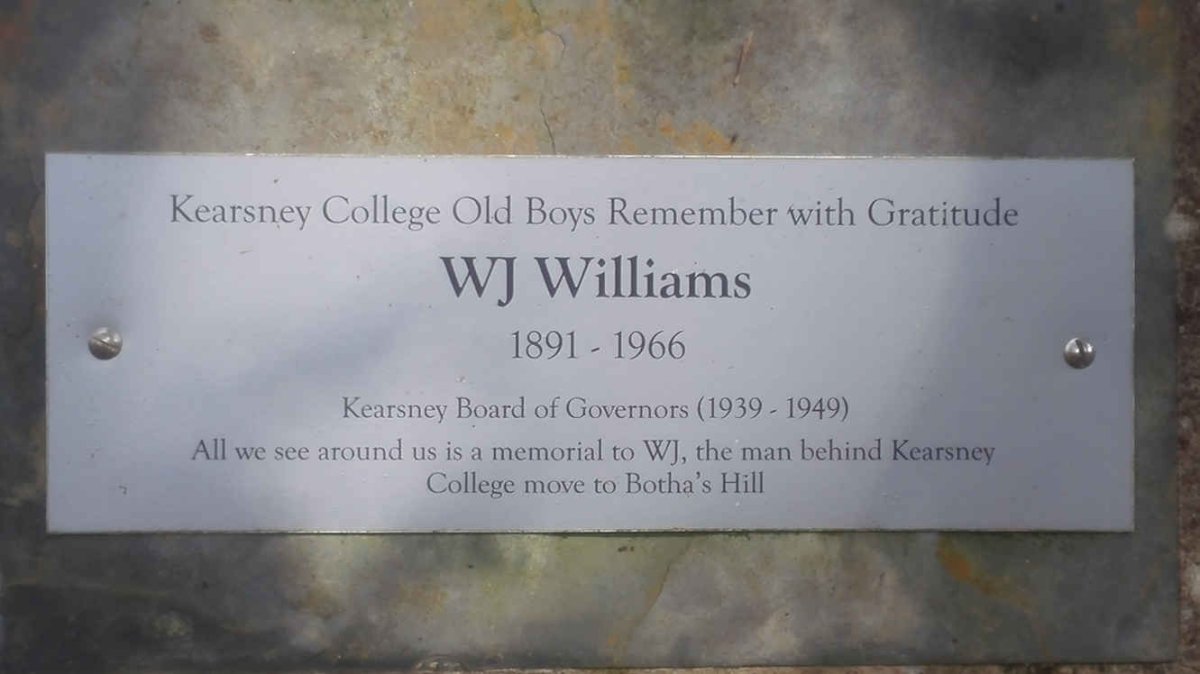 Kearsney College Old Boys Remember with Gratitude
WJ Williams
1891 - 1966
Kearsney Board of Governors (1939 - 1949)
All we see around us is a memorial to WJ, the man behind Kearsney
College move to Botha's Hill